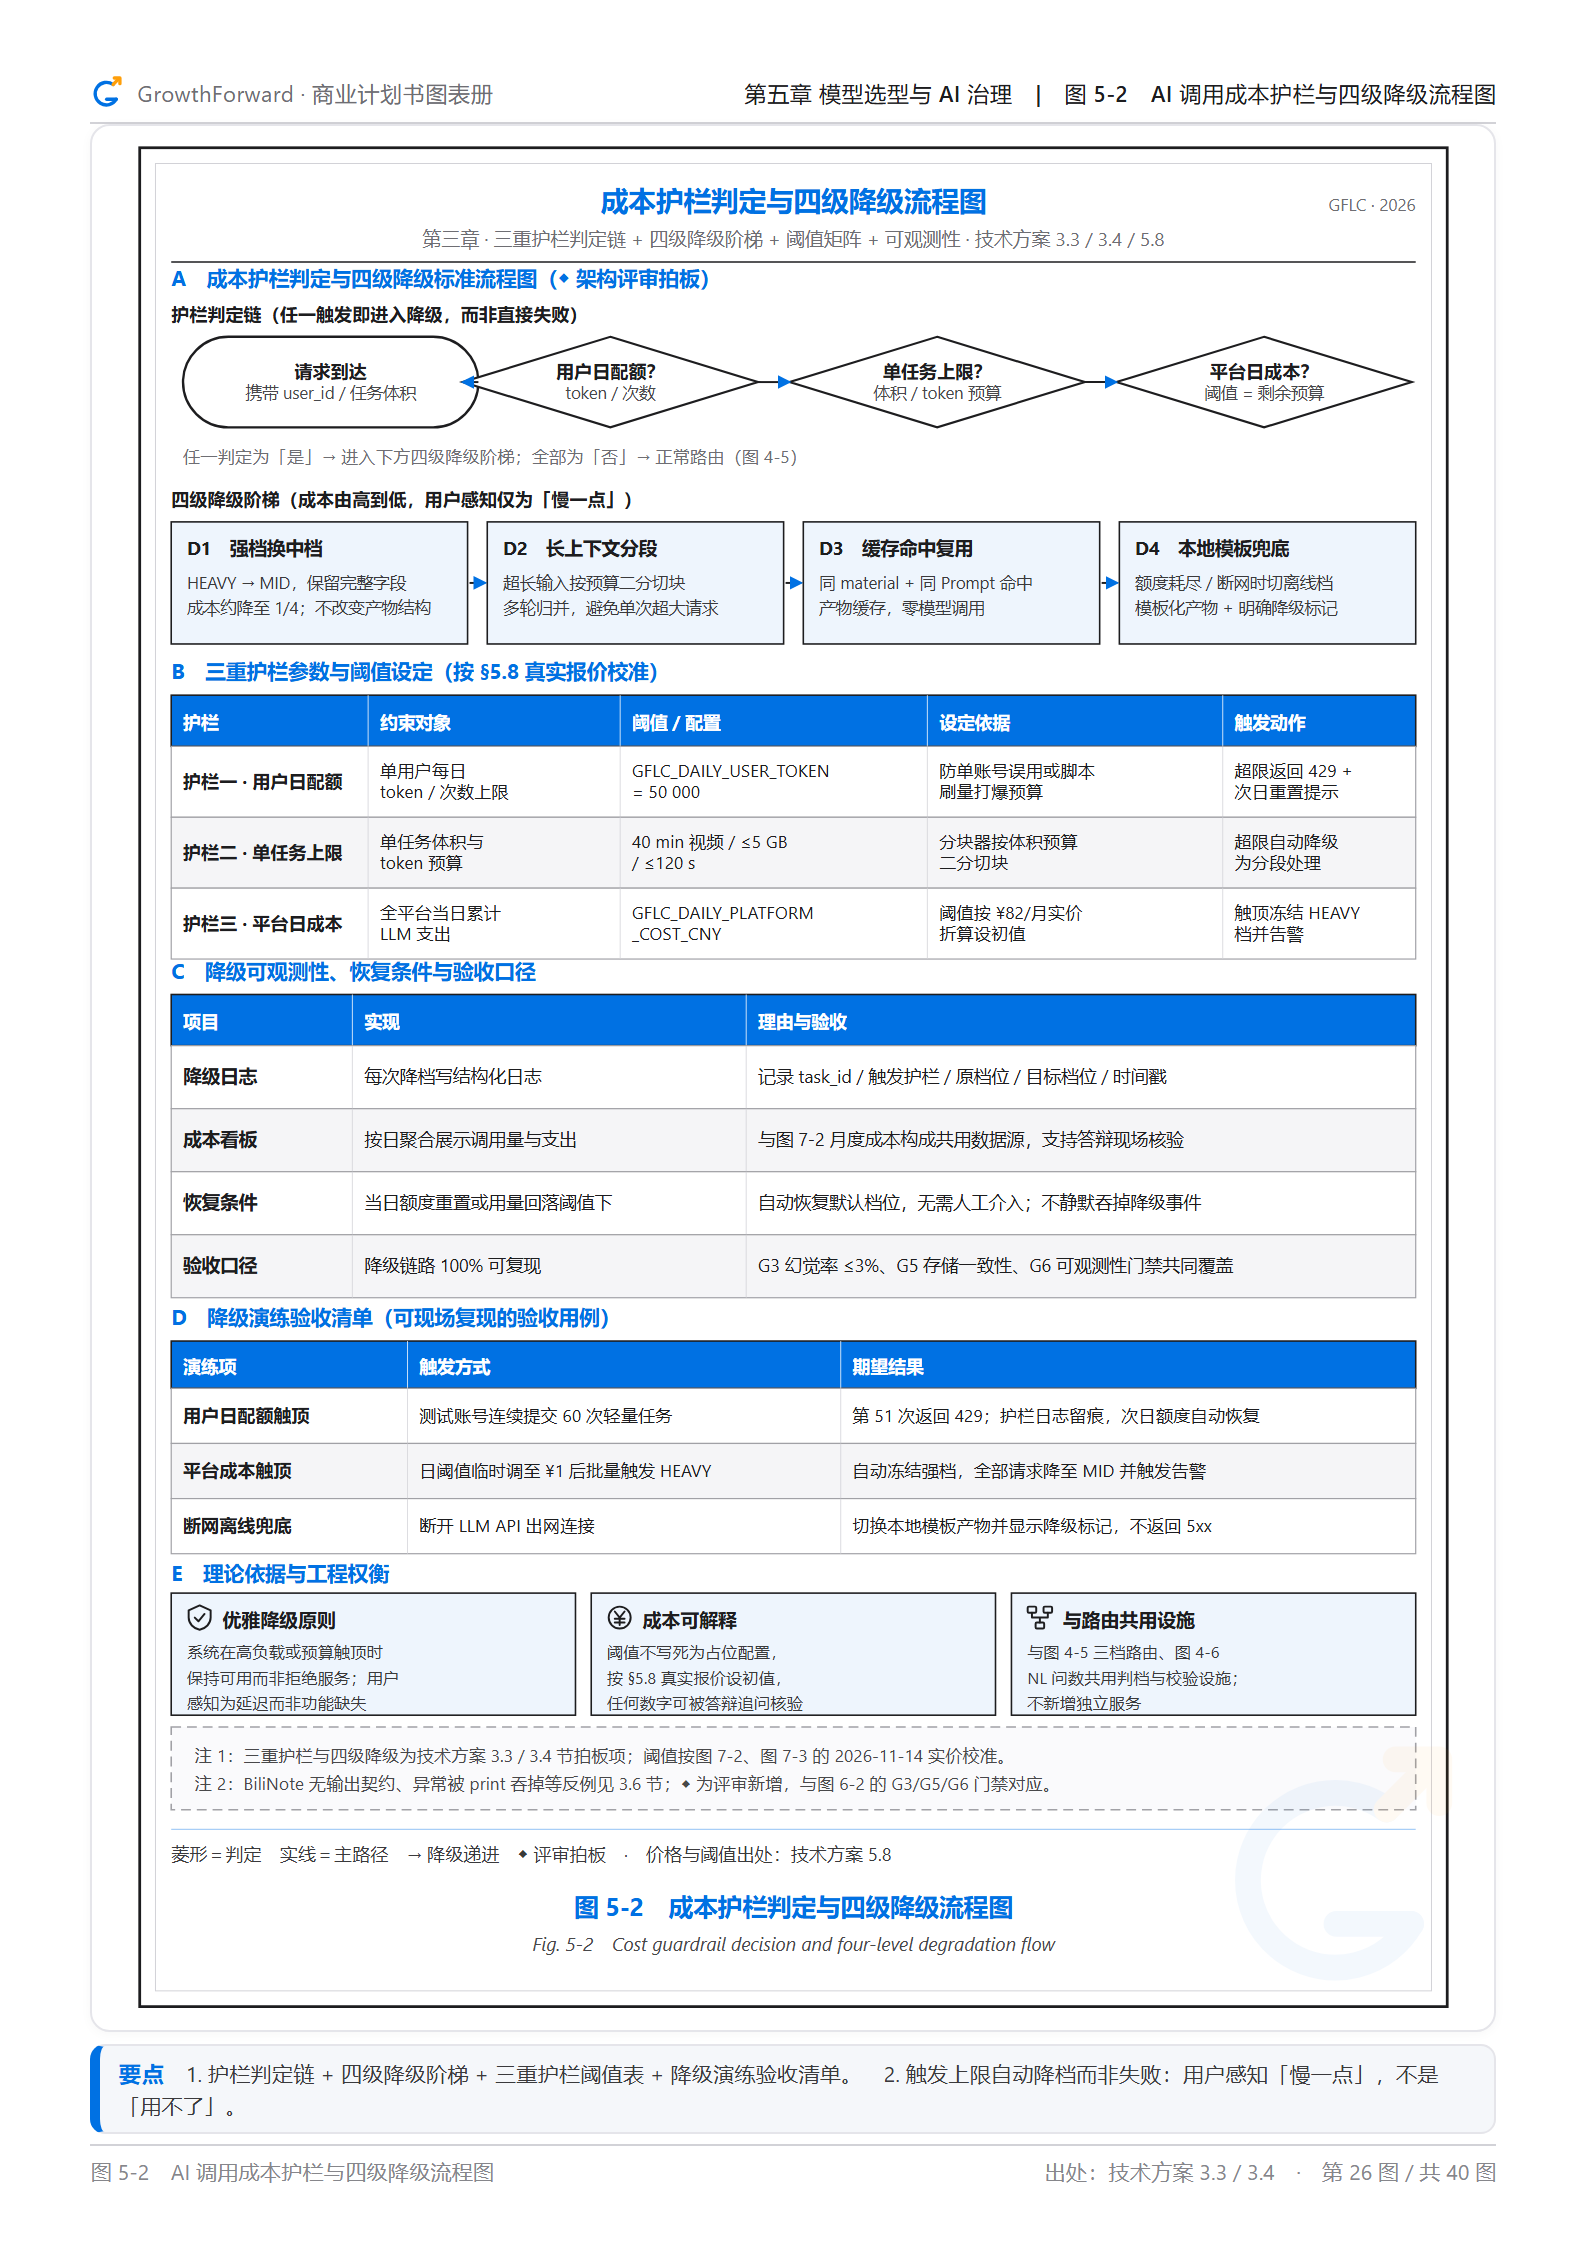 GrowthForward · 商业计划书图表册
第五章 模型选型与 AI 治理 | 图 5-2 AI 调用成本护栏与四级降级流程图
成本护栏判定与四级降级流程图
GFLC · 2026
第三章 · 三重护栏判定链 + 四级降级阶梯 + 阈值矩阵 + 可观测性 · 技术方案 3.3 / 3.4 / 5.8
A 成本护栏判定与四级降级标准流程图（◆ 架构评审拍板）
护栏判定链（任一触发即进入降级，而非直接失败）
请求到达
携带 user_id / 任务体积
用户日配额？
token / 次数
单任务上限？
体积 / token 预算
平台日成本？
阈值 = 剩余预算
任一判定为「是」→ 进入下方四级降级阶梯；全部为「否」→ 正常路由（图 4-5）
四级降级阶梯（成本由高到低，用户感知仅为「慢一点」）
D1 强档换中档
HEAVY → MID，保留完整字段
成本约降至 1/4；不改变产物结构
D2 长上下文分段
超长输入按预算二分切块
多轮归并，避免单次超大请求
D3 缓存命中复用
同 material + 同 Prompt 命中
产物缓存，零模型调用
D4 本地模板兜底
额度耗尽 / 断网时切离线档
模板化产物 + 明确降级标记
B 三重护栏参数与阈值设定（按 §5.8 真实报价校准）
护栏 约束对象 阈值 / 配置 设定依据 触发动作
护栏一 · 用户日配额
单用户每日
token / 次数上限
GFLC_DAILY_USER_TOKEN
= 50 000
防单账号误用或脚本
刷量打爆预算
超限返回 429 +
次日重置提示
护栏二 · 单任务上限
单任务体积与
token 预算
40 min 视频 / ≤5 GB
/ ≤120 s
分块器按体积预算
二分切块
超限自动降级
为分段处理
护栏三 · 平台日成本
全平台当日累计
LLM 支出
GFLC_DAILY_PLATFORM
_COST_CNY
阈值按 ¥82/月实价
折算设初值
触顶冻结 HEAVY
档并告警
C 降级可观测性、恢复条件与验收口径
项目 实现 理由与验收
降级日志 每次降档写结构化日志 记录 task_id / 触发护栏 / 原档位 / 目标档位 / 时间戳
成本看板 按日聚合展示调用量与支出 与图 7-2 月度成本构成共用数据源，支持答辩现场核验
恢复条件 当日额度重置或用量回落阈值下 自动恢复默认档位，无需人工介入；不静默吞掉降级事件
验收口径 降级链路 100% 可复现 G3 幻觉率 ≤3%、G5 存储一致性、G6 可观测性门禁共同覆盖
D 降级演练验收清单（可现场复现的验收用例）
演练项 触发方式 期望结果
用户日配额触顶 测试账号连续提交 60 次轻量任务 第 51 次返回 429；护栏日志留痕，次日额度自动恢复
平台成本触顶 日阈值临时调至 ¥1 后批量触发 HEAVY 自动冻结强档，全部请求降至 MID 并触发告警
断网离线兜底 断开 LLM API 出网连接 切换本地模板产物并显示降级标记，不返回 5xx
E 理论依据与工程权衡
优雅降级原则
系统在高负载或预算触顶时
保持可用而非拒绝服务；用户
感知为延迟而非功能缺失
成本可解释
阈值不写死为占位配置，
按 §5.8 真实报价设初值，
任何数字可被答辩追问核验
与路由共用设施
与图 4-5 三档路由、图 4-6
NL 问数共用判档与校验设施；
不新增独立服务
注 1：三重护栏与四级降级为技术方案 3.3 / 3.4 节拍板项；阈值按图 7-2、图 7-3 的 2026-11-14 实价校准。
注 2：BiliNote 无输出契约、异常被 print 吞掉等反例见 3.6 节；◆ 为评审新增，与图 6-2 的 G3/G5/G6 门禁对应。
菱形＝判定 实线＝主路径 → 降级递进 ◆ 评审拍板 · 价格与阈值出处：技术方案 5.8
图 5-2 成本护栏判定与四级降级流程图
Fig. 5-2 Cost guardrail decision and four-level degradation flow
要点 1. 护栏判定链 + 四级降级阶梯 + 三重护栏阈值表 + 降级演练验收清单。 2. 触发上限自动降档而非失败：用户感知「慢一点」，不是
「用不了」。
图 5-2 AI 调用成本护栏与四级降级流程图
出处：技术方案 3.3 / 3.4 · 第 26 图 / 共 40 图